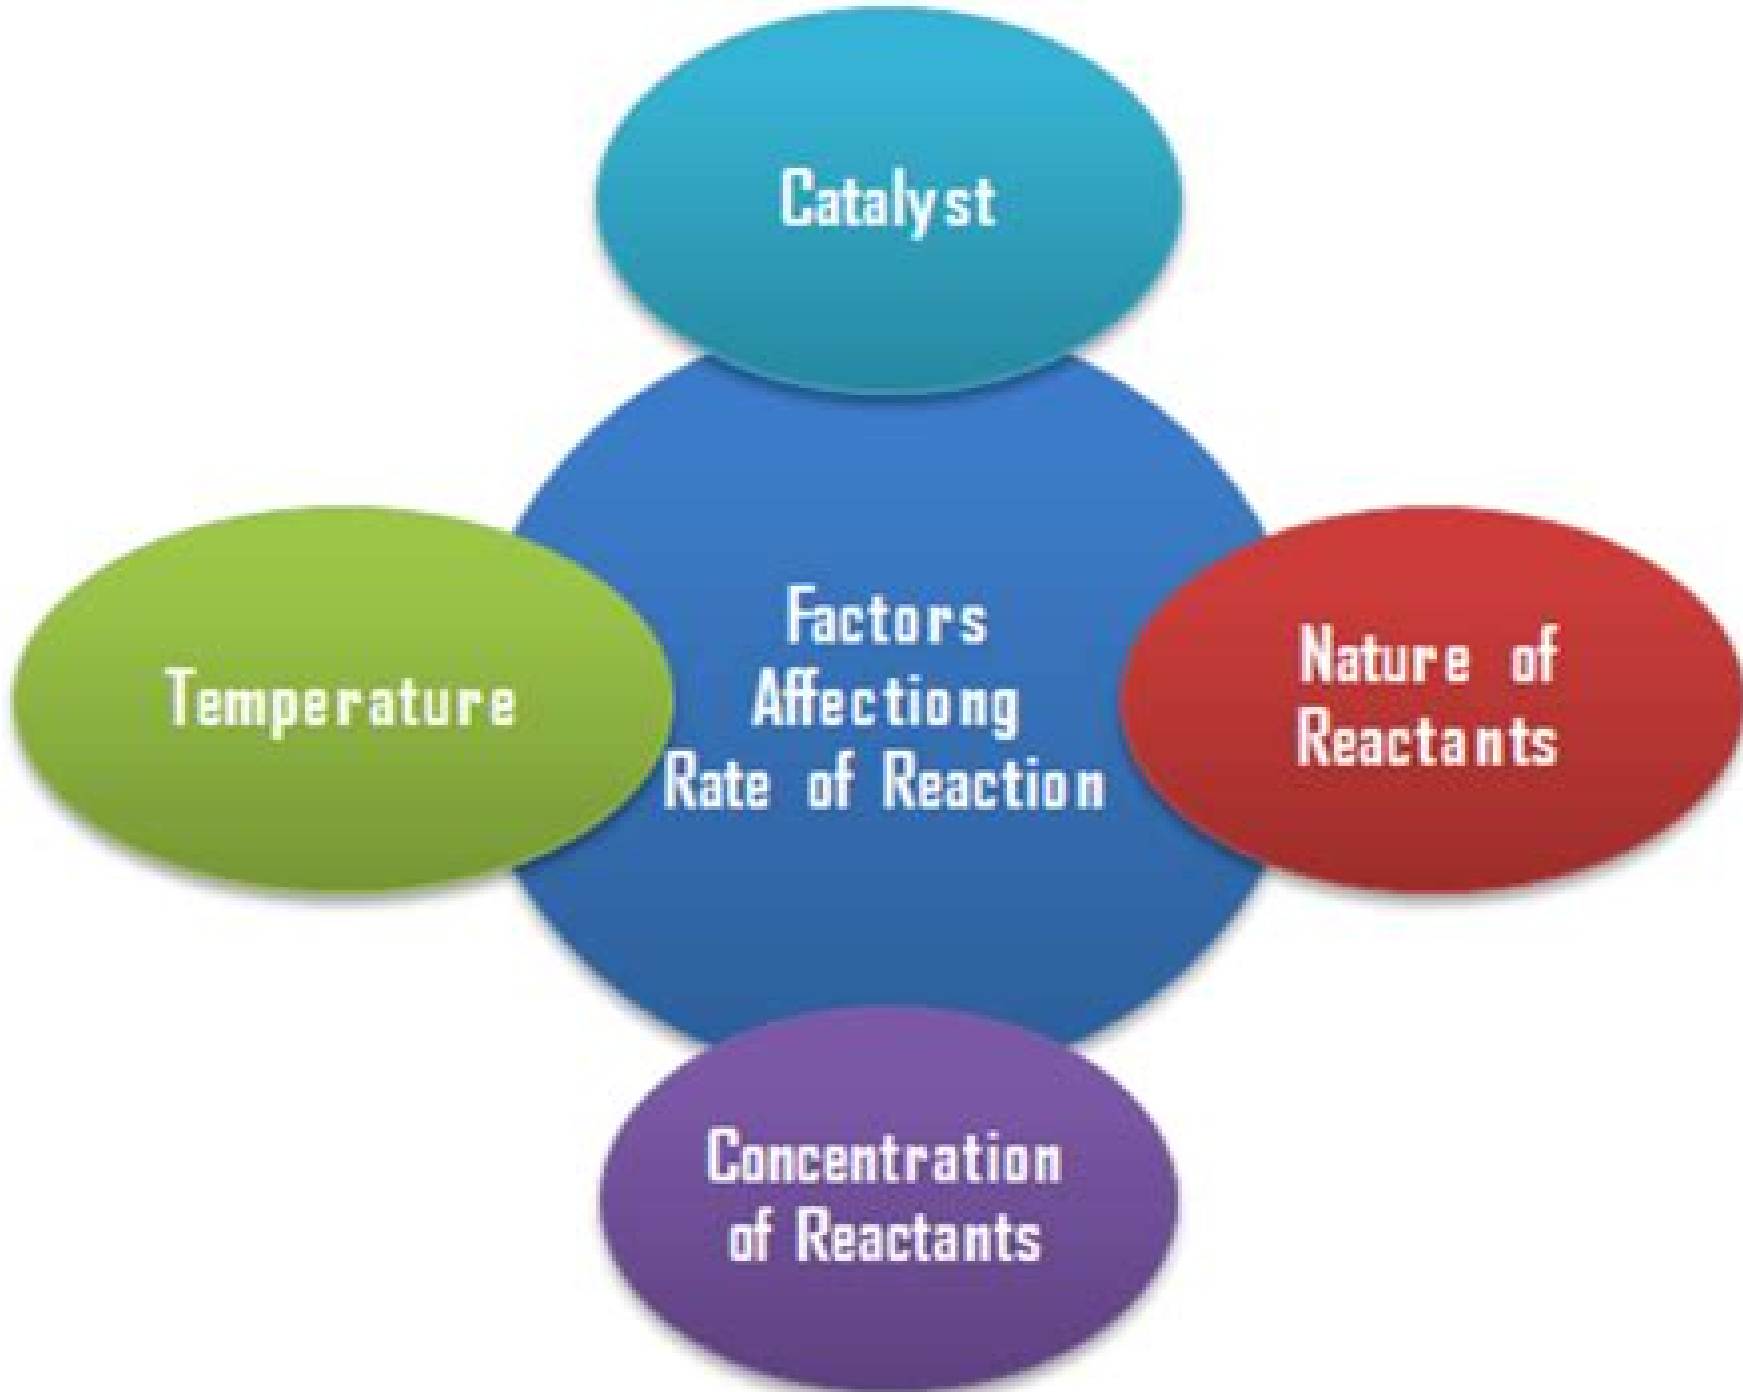 Catalyst
Factors
Affectiong
Rate of Reaction
Temperature
Nature of
Reactants
Concentration
of Reactants